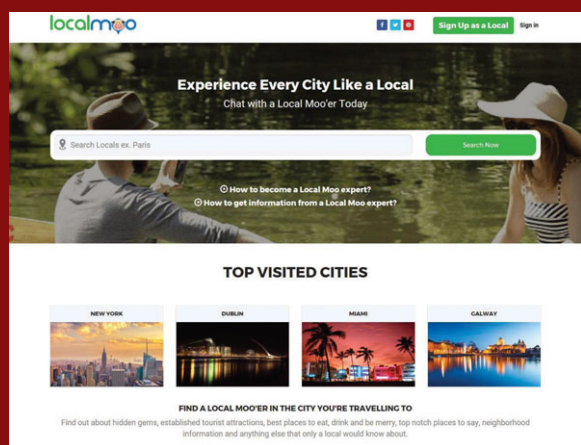 localmoo
Sign Up as a Local
Sign in
Experience Every City Like a Local
Chat with a Local Moo'er Today
Search Locals ex. Paris
Search Now
How to become a Local Moo expert?
How to get information from a Local Moo expert?
TOP VISITED CITIES
NEW YORK
DUBLIN
MIAMI
GALWAY
FIND A LOCAL MOO'ER IN THE CITY YOU'RE TRAVELLING TO
Find out about hidden gems, established tourist attractions, best places to eat, drink and be merry, top notch places to say, neighborhood
information and anything else that only a local would know about.